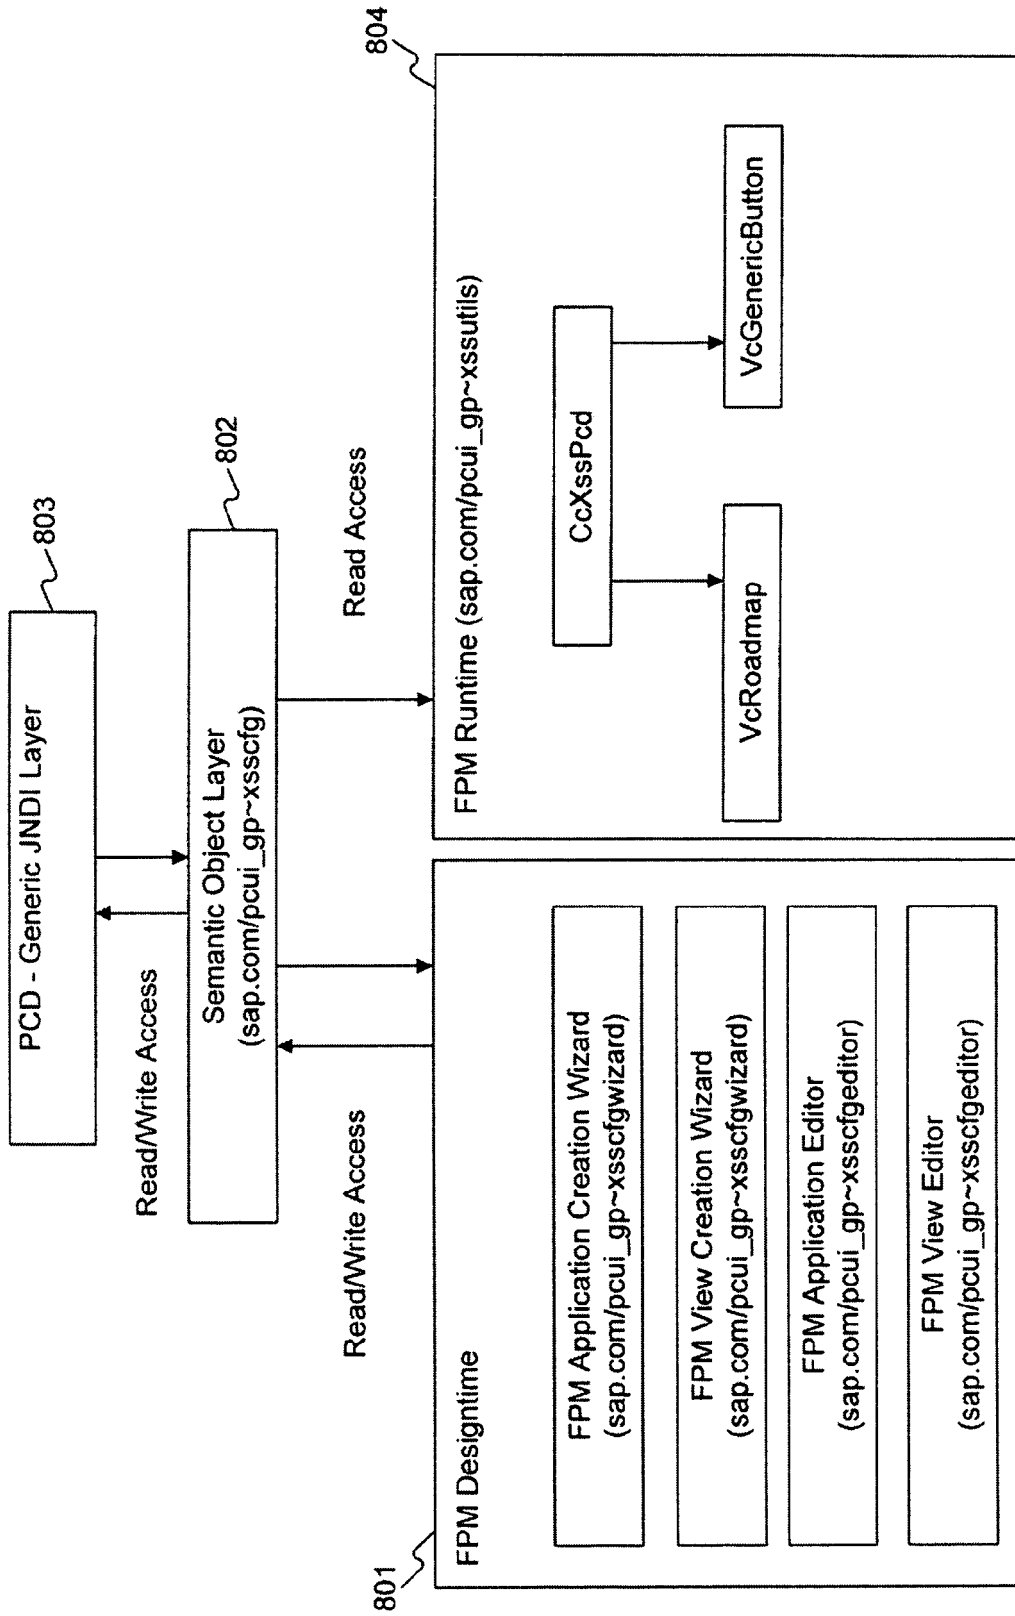 803
PCD - Generic JNDI Layer
Read/Write Access
802
Semantic Object Layer
(sap.com/pcui_gp~xsscfg)
Read/Write Access
Read Access
801
FPM Designtime
FPM Application Creation Wizard
(sap.com/pcui_gp~xsscfgwizard)
FPM View Creation Wizard
(sap.com/pcui_gp~xsscfgwizard)
FPM Application Editor
(sap.com/pcui_gp~xsscfgeditor)
FPM View Editor
(sap.com/pcui_gp~xsscfgeditor)
804
FPM Runtime (sap.com/pcui_gp~xssutils)
CcXssPcd
VcRoadmap
VcGenericButton